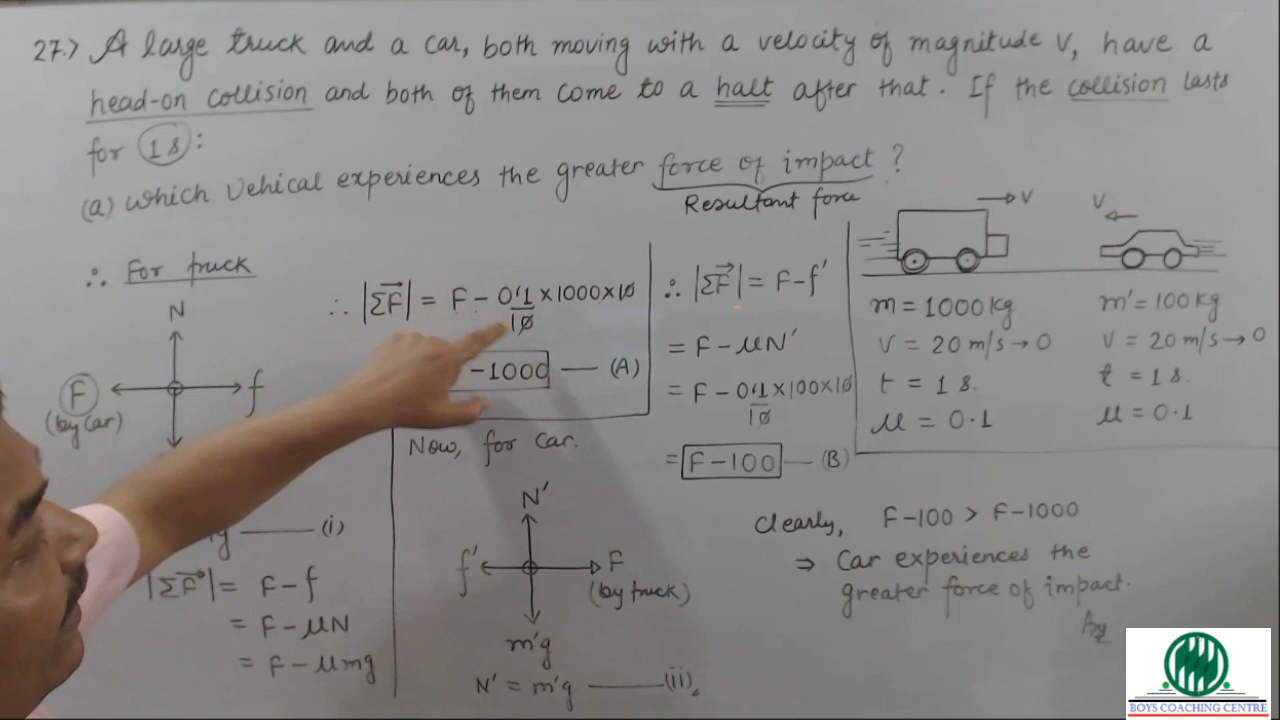 27.) A large truck and a car, both moving with a velocity of magnitude v, have a
head-on collision and both of them come to a halt after that. If the collision lasts
for 1s:
(a) which vehical experiences the greater force of impact ?
Resultant force
∴ For truck
N
F
(by car)
f
g ——— (i)
|ΣF⃗| = F - f
= F - μN
= F - μmg
∴ |ΣF⃗| = F - 0.1 × 1000 × 10
10
-1000 — (A)
Now, for car.
N'
f'
F
(by truck)
m'g
N' = m'g ——— (ii)
∴ |ΣF⃗| = F - f'
= F - μN'
= F - 0.1 × 100 × 10
10
= F - 100 — (B)
v
v
m = 1000 kg
v = 20 m/s → 0
t = 1 s.
μ = 0.1
m' = 100 kg
v = 20 m/s → 0
t = 1 s.
μ = 0.1
Clearly, F - 100 > F - 1000
⇒ Car experiences the
greater force of impact.
BOYS COACHING CENTRE